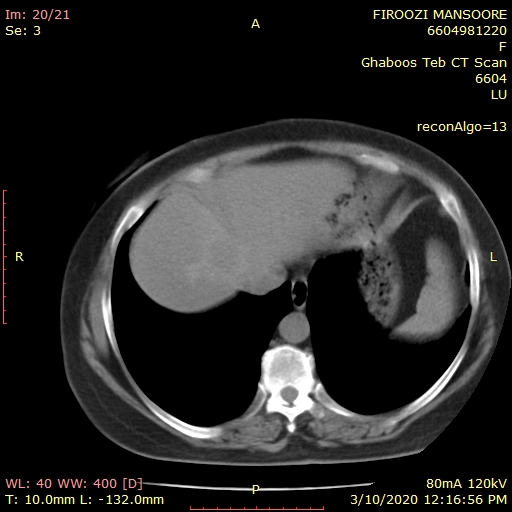 Im: 20/21
Se: 3
A
FIROOZI MANSOORE
6604981220
F
Ghaboos Teb CT Scan
6604
LU
reconAlgo=13
R
L
WL: 40 WW: 400 [D]
T: 10.0mm L: -132.0mm
P
80mA 120kV
3/10/2020 12:16:56 PM